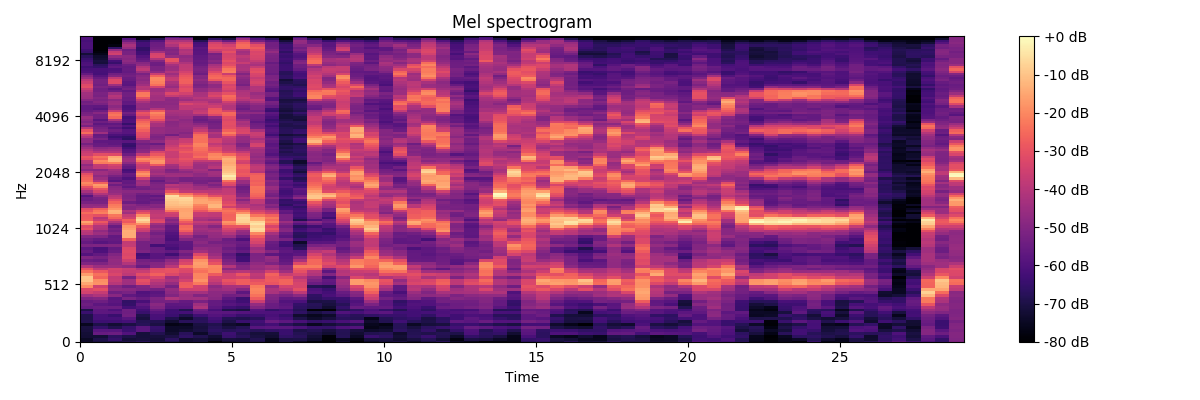 Mel spectrogram
8192
4096
2048
1024
512
0
Hz
0 5 10 15 20 25
Time
+0 dB
-10 dB
-20 dB
-30 dB
-40 dB
-50 dB
-60 dB
-70 dB
-80 dB